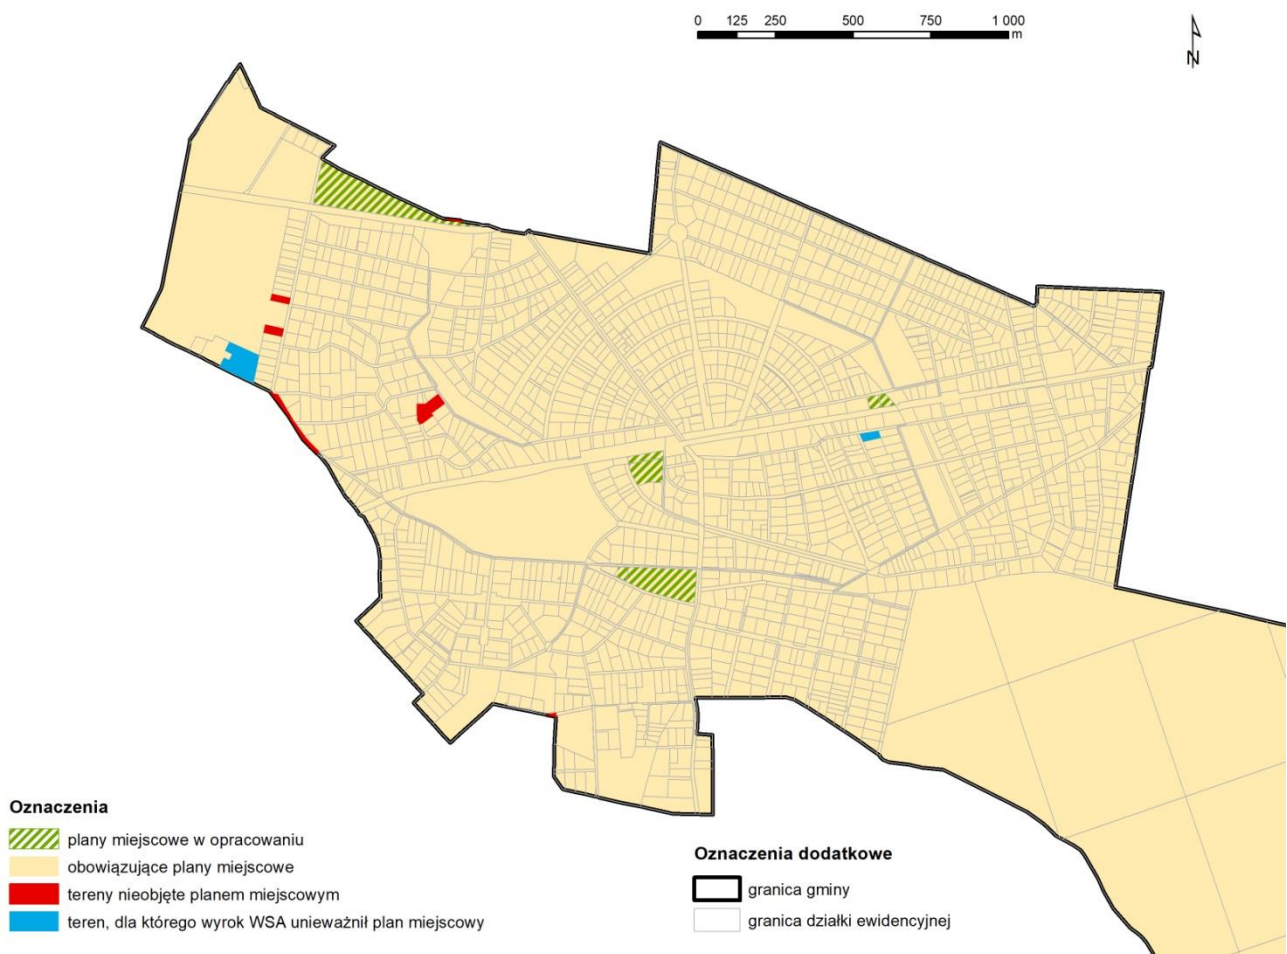 0 125 250 500 750 1 000
m
N
Oznaczenia
plany miejscowe w opracowaniu
obowiązujące plany miejscowe
tereny nieobjęte planem miejscowym
teren, dla którego wyrok WSA unieważnił plan miejscowy
Oznaczenia dodatkowe
granica gminy
granica działki ewidencyjnej